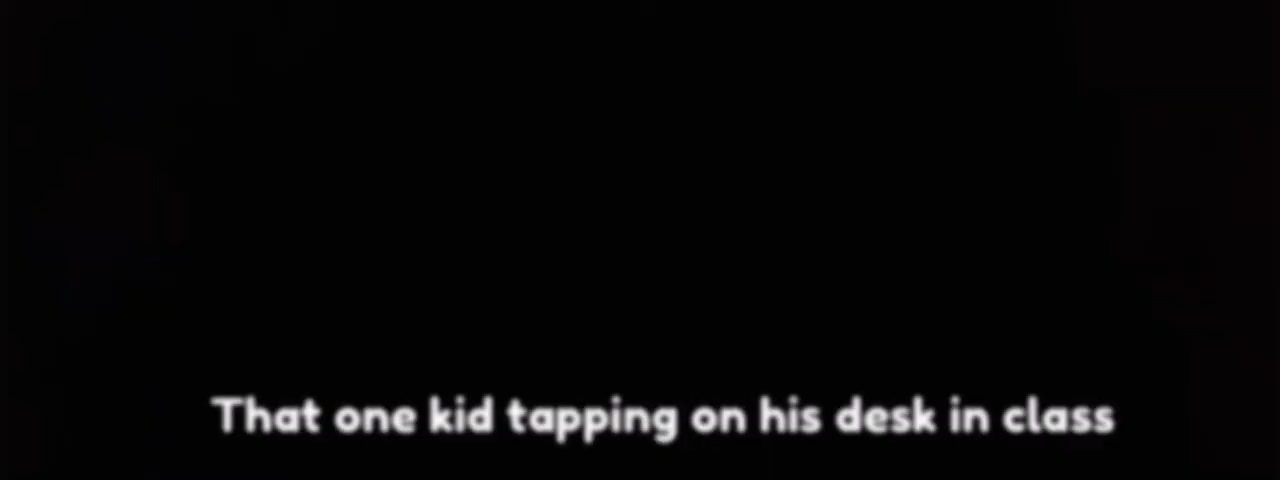 That one kid tapping on his desk in class